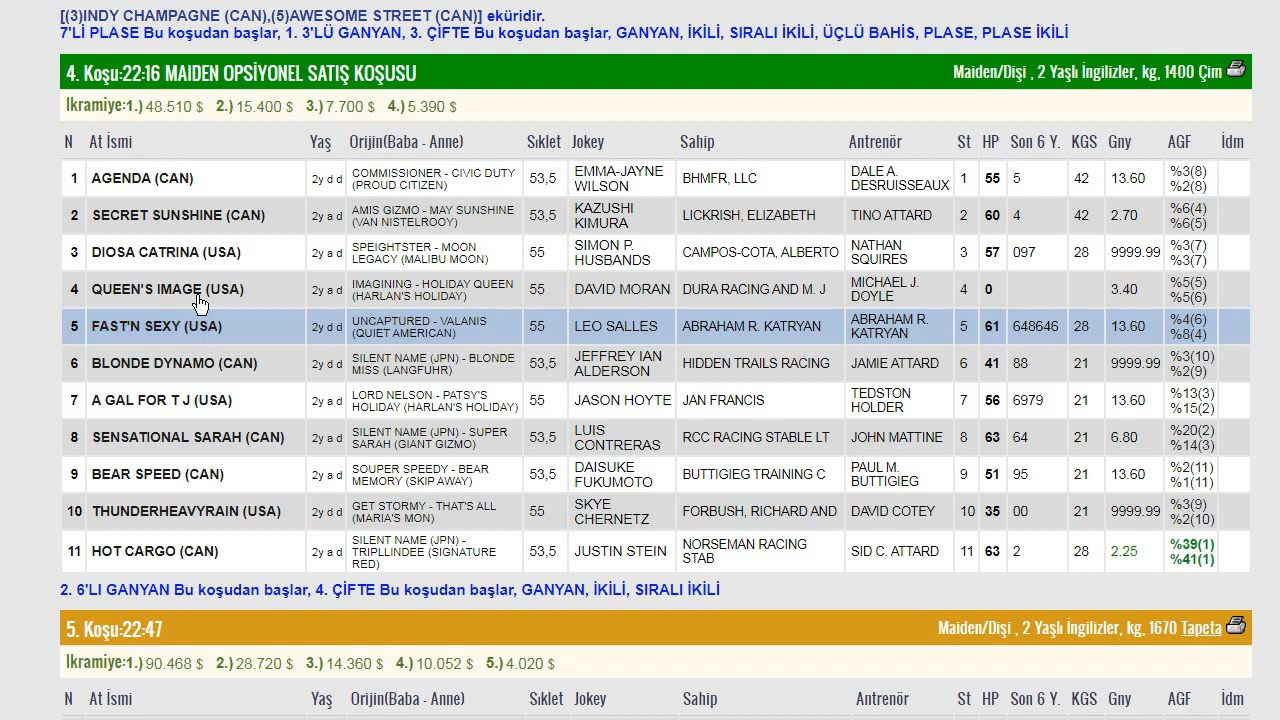 [(3)INDY CHAMPAGNE (CAN),(5)AWESOME STREET (CAN)] eküridir.
7'Lİ PLASE Bu koşudan başlar, 1. 3'LÜ GANYAN, 3. ÇİFTE Bu koşudan başlar, GANYAN, İKİLİ, SIRALI İKİLİ, ÜÇLÜ BAHİS, PLASE, PLASE İKİLİ
4. Koşu:22:16 MAIDEN OPSİYONEL SATIŞ KOŞUSU Maiden/Dişi , 2 Yaşlı İngilizler, kg, 1400 Çim
Ikramiye:1.) 48.510 $ 2.) 15.400 $ 3.) 7.700 $ 4.) 5.390 $
N At İsmi Yaş Orijin(Baba - Anne) Sıklet Jokey Sahip Antrenör St HP Son 6 Y. KGS Gny AGF İdm
1 AGENDA (CAN) 2y d d COMMISSIONER - CIVIC DUTY (PROUD CITIZEN) 53,5 EMMA-JAYNE WILSON BHMFR, LLC DALE A. DESRUISSEAUX 1 55 5 42 13.60 %3(8) %2(8)
2 SECRET SUNSHINE (CAN) 2y a d AMIS GIZMO - MAY SUNSHINE (VAN NISTELROOY) 53,5 KAZUSHI KIMURA LICKRISH, ELIZABETH TINO ATTARD 2 60 4 42 2.70 %6(4) %6(5)
3 DIOSA CATRINA (USA) 2y a d SPEIGHTSTER - MOON LEGACY (MALIBU MOON) 55 SIMON P. HUSBANDS CAMPOS-COTA, ALBERTO NATHAN SQUIRES 3 57 097 28 9999.99 %3(7) %3(7)
4 QUEEN'S IMAGE (USA) 2y a d IMAGINING - HOLIDAY QUEEN (HARLAN'S HOLIDAY) 55 DAVID MORAN DURA RACING AND M. J MICHAEL J. DOYLE 4 0 3.40 %5(5) %5(6)
5 FAST'N SEXY (USA) 2y d d UNCAPTURED - VALANIS (QUIET AMERICAN) 55 LEO SALLES ABRAHAM R. KATRYAN ABRAHAM R. KATRYAN 5 61 648646 28 13.60 %4(6) %8(4)
6 BLONDE DYNAMO (CAN) 2y d d SILENT NAME (JPN) - BLONDE MISS (LANGFUHR) 53,5 JEFFREY IAN ALDERSON HIDDEN TRAILS RACING JAMIE ATTARD 6 41 88 21 9999.99 %3(10) %2(9)
7 A GAL FOR T J (USA) 2y a d LORD NELSON - PATSY'S HOLIDAY (HARLAN'S HOLIDAY) 55 JASON HOYTE JAN FRANCIS TEDSTON HOLDER 7 56 6979 21 13.60 %13(3) %15(2)
8 SENSATIONAL SARAH (CAN) 2y a d SILENT NAME (JPN) - SUPER SARAH (GIANT GIZMO) 53,5 LUIS CONTRERAS RCC RACING STABLE LT JOHN MATTINE 8 63 64 21 6.80 %20(2) %14(3)
9 BEAR SPEED (CAN) 2y a d SOUPER SPEEDY - BEAR MEMORY (SKIP AWAY) 53,5 DAISUKE FUKUMOTO BUTTIGIEG TRAINING C PAUL M. BUTTIGIEG 9 51 95 21 13.60 %2(11) %1(11)
10 THUNDERHEAVYRAIN (USA) 2y d d GET STORMY - THAT'S ALL (MARIA'S MON) 55 SKYE CHERNETZ FORBUSH, RICHARD AND DAVID COTEY 10 35 00 21 9999.99 %3(9) %2(10)
11 HOT CARGO (CAN) 2y a d SILENT NAME (JPN) - TRIPLLINDEE (SIGNATURE RED) 53,5 JUSTIN STEIN NORSEMAN RACING STAB SID C. ATTARD 11 63 2 28 2.25 %39(1) %41(1)
2. 6'LI GANYAN Bu koşudan başlar, 4. ÇİFTE Bu koşudan başlar, GANYAN, İKİLİ, SIRALI İKİLİ
5. Koşu:22:47 Maiden/Dişi , 2 Yaşlı İngilizler, kg, 1670 Tapeta
Ikramiye:1.) 90.468 $ 2.) 28.720 $ 3.) 14.360 $ 4.) 10.052 $ 5.) 4.020 $
N At İsmi Yaş Orijin(Baba - Anne) Sıklet Jokey Sahip Antrenör St HP Son 6 Y. KGS Gny AGF İdm